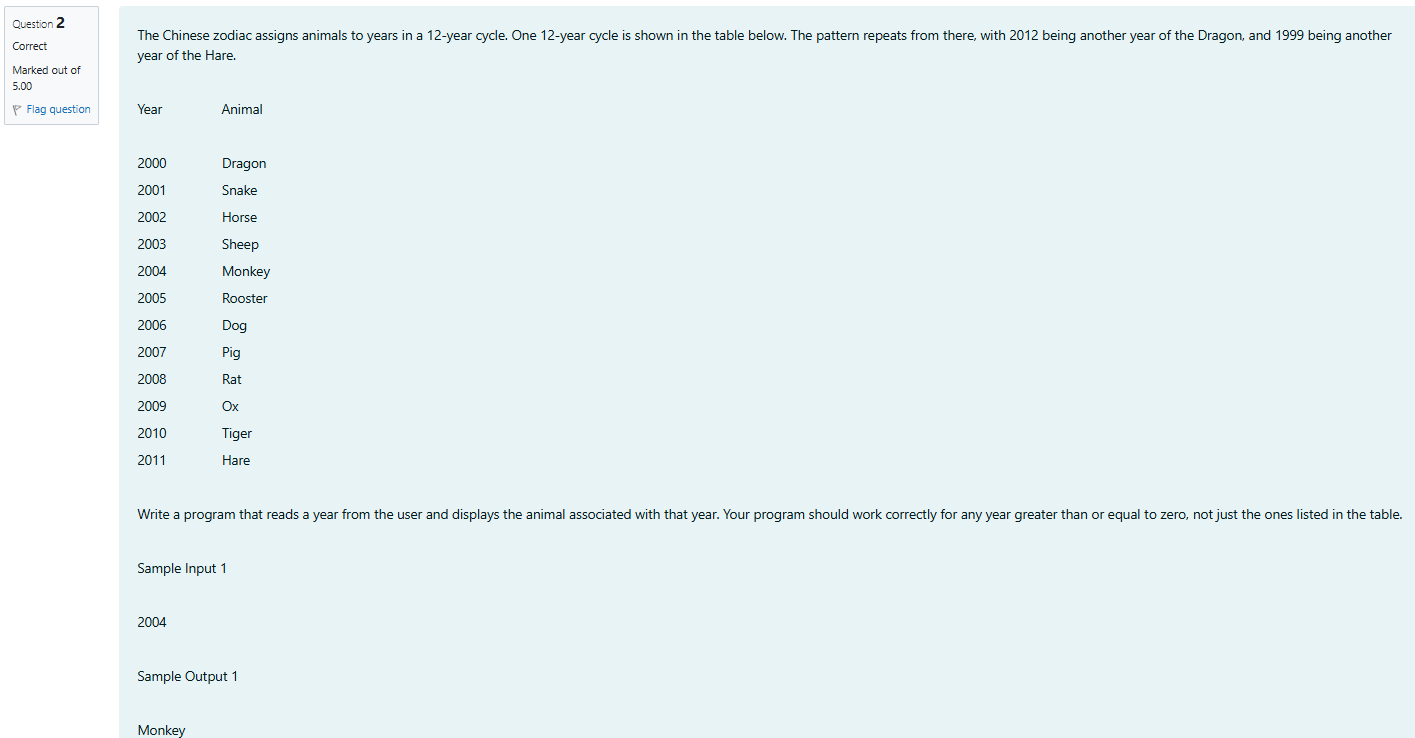 Question 2
Correct
Marked out of
5.00
Flag question
The Chinese zodiac assigns animals to years in a 12-year cycle. One 12-year cycle is shown in the table below. The pattern repeats from there, with 2012 being another year of the Dragon, and 1999 being another
year of the Hare.
Year Animal
2000 Dragon
2001 Snake
2002 Horse
2003 Sheep
2004 Monkey
2005 Rooster
2006 Dog
2007 Pig
2008 Rat
2009 Ox
2010 Tiger
2011 Hare
Write a program that reads a year from the user and displays the animal associated with that year. Your program should work correctly for any year greater than or equal to zero, not just the ones listed in the table.
Sample Input 1
2004
Sample Output 1
Monkey